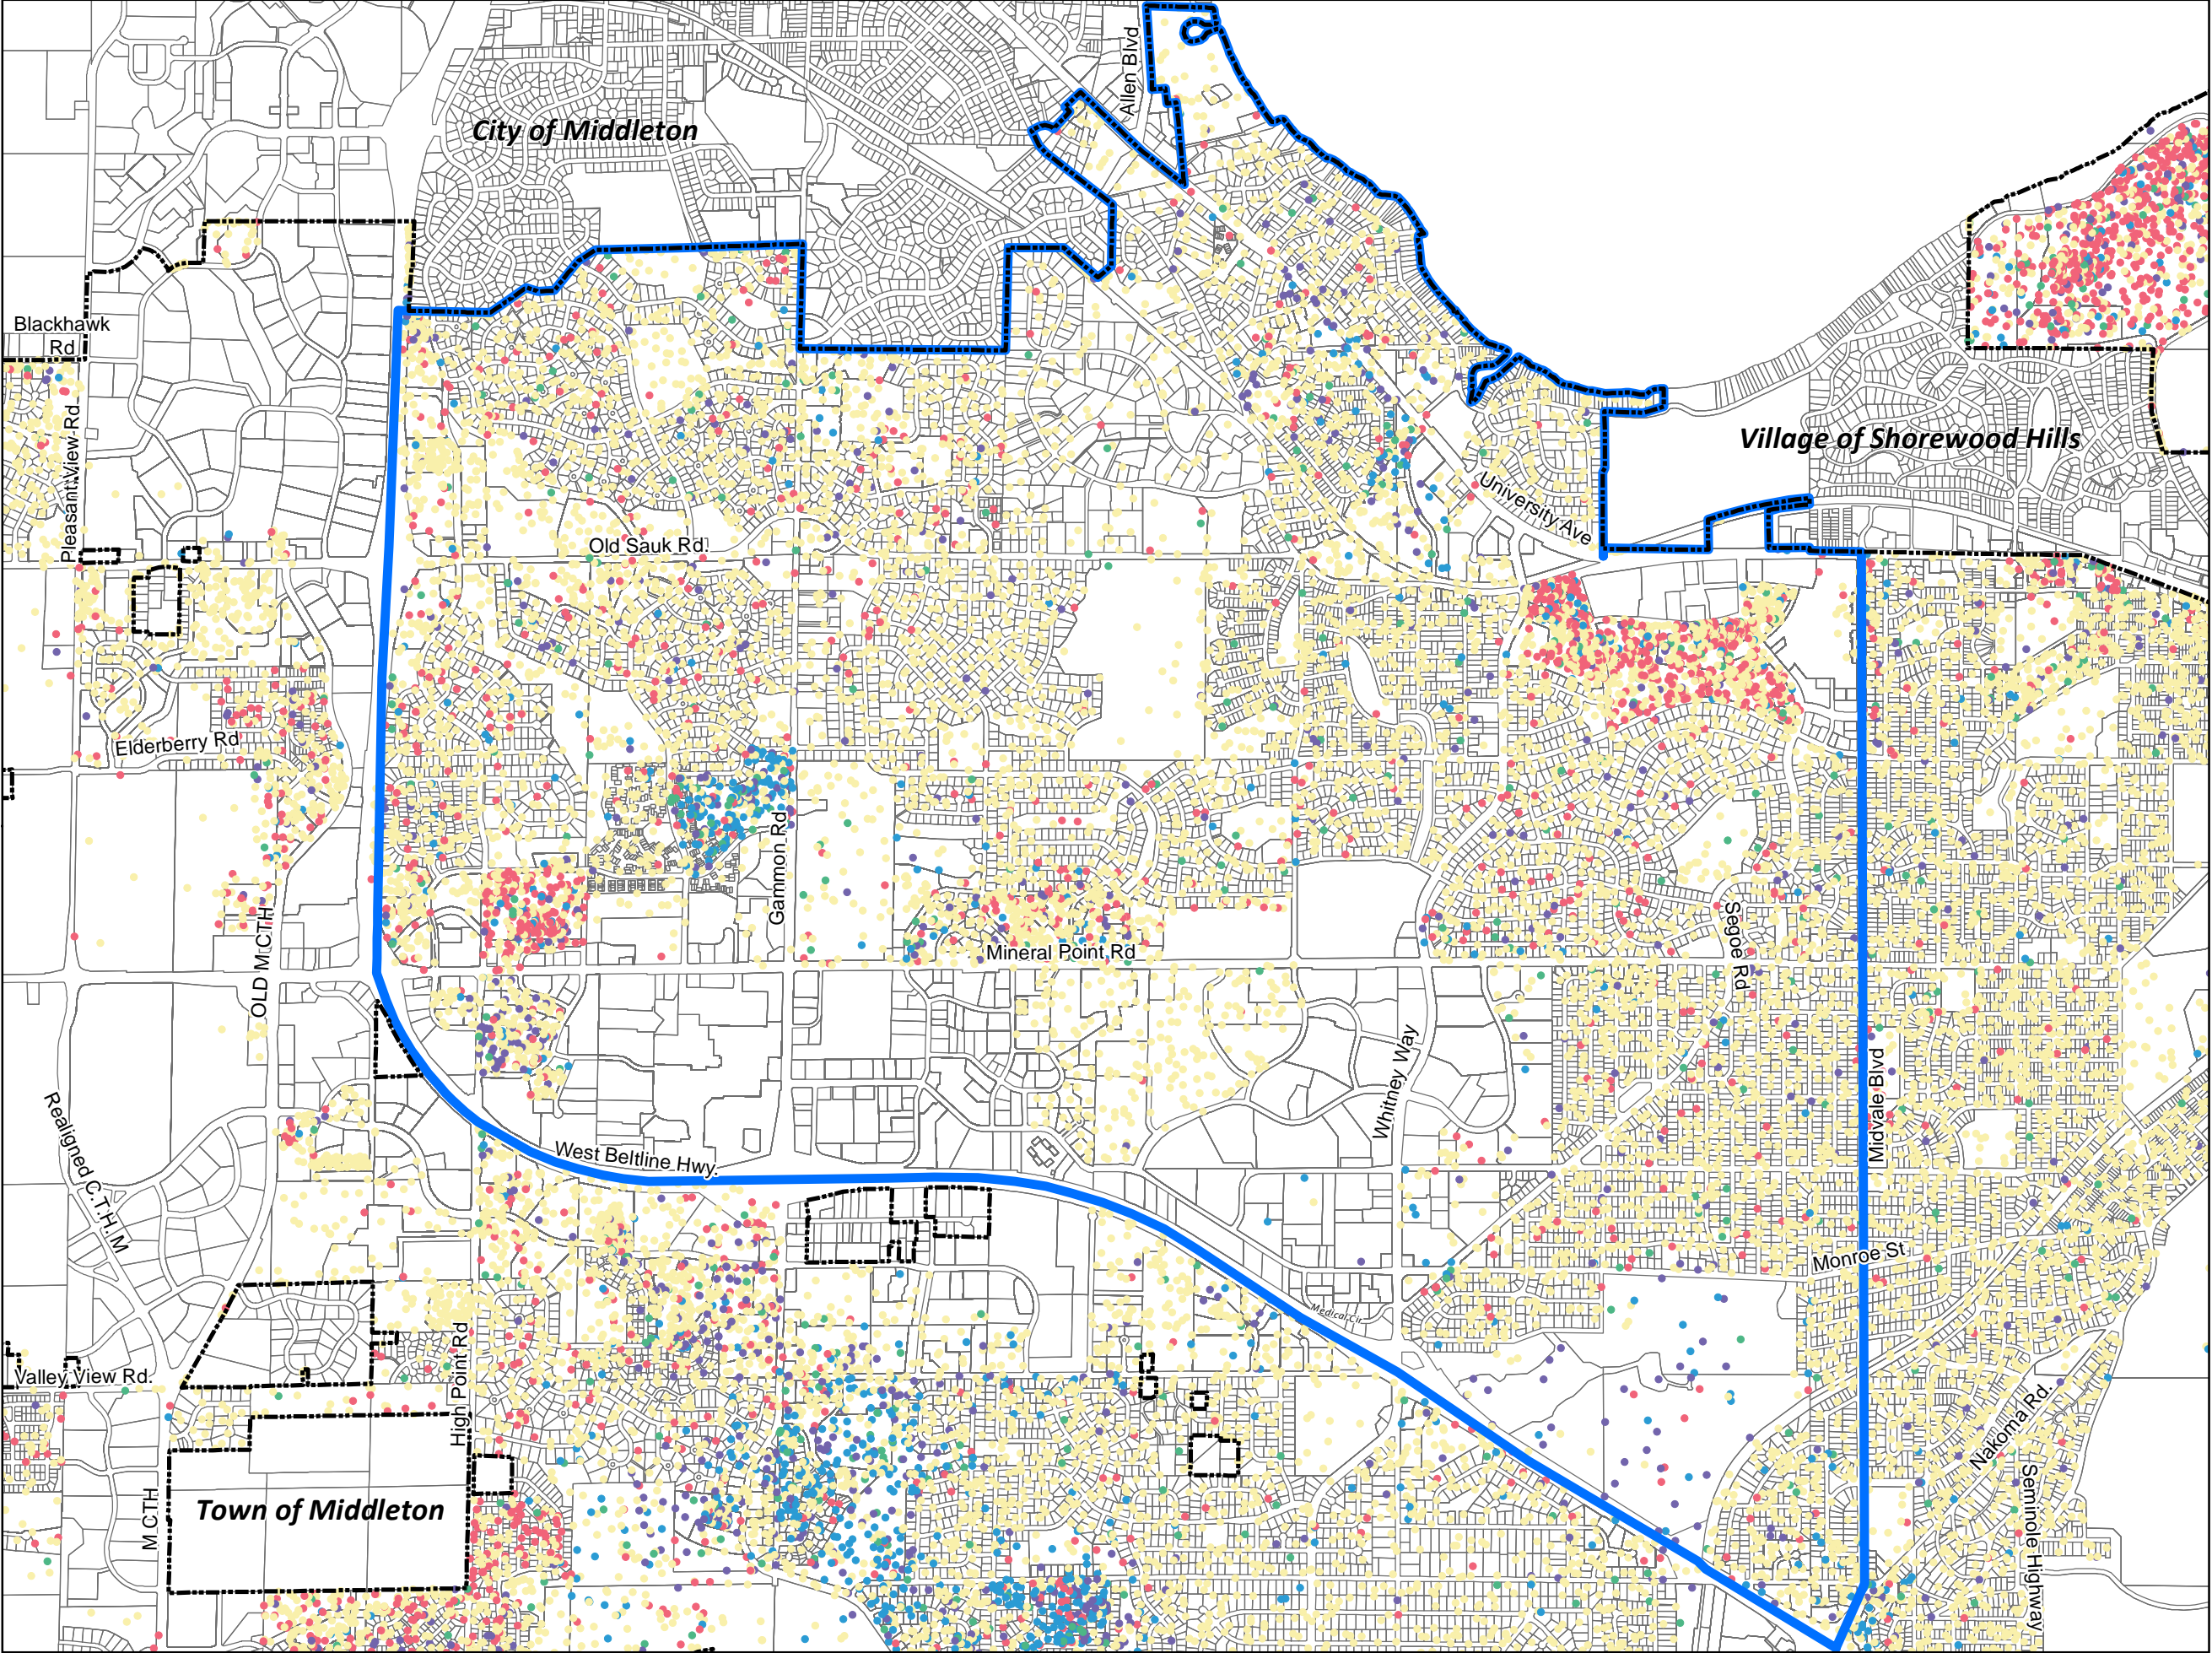 Allen Blvd
City of Middleton
Blackhawk
Rd
Pleasant View Rd
Village of Shorewood Hills
University Ave
Old Sauk Rd
Elderberry Rd
Gammon Rd
OLD M CTH
Mineral Point Rd
Segoe Rd
Whitney Way
Midvale Blvd
Realigned C.T.H. M
West Beltline Hwy.
Monroe St
Medical Cir
High Point Rd
Valley View Rd.
Nakoma Rd.
Seminole Highway
M CTH
Town of Middleton